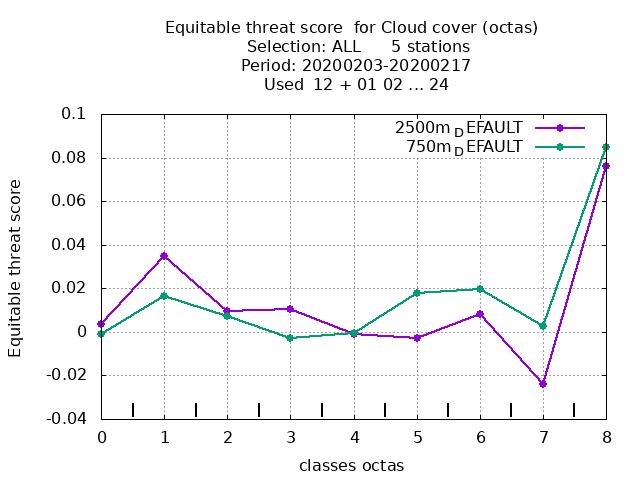 Equitable threat score  for Cloud cover (octas)
Selection: ALL      5 stations
Period: 20200203-20200217
Used  12 + 01 02 ... 24
0.1
0.08
0.06
0.04
0.02
0
-0.02
-0.04
Equitable threat score
2500m_DEFAULT
750m_DEFAULT
0 1 2 3 4 5 6 7 8
classes octas